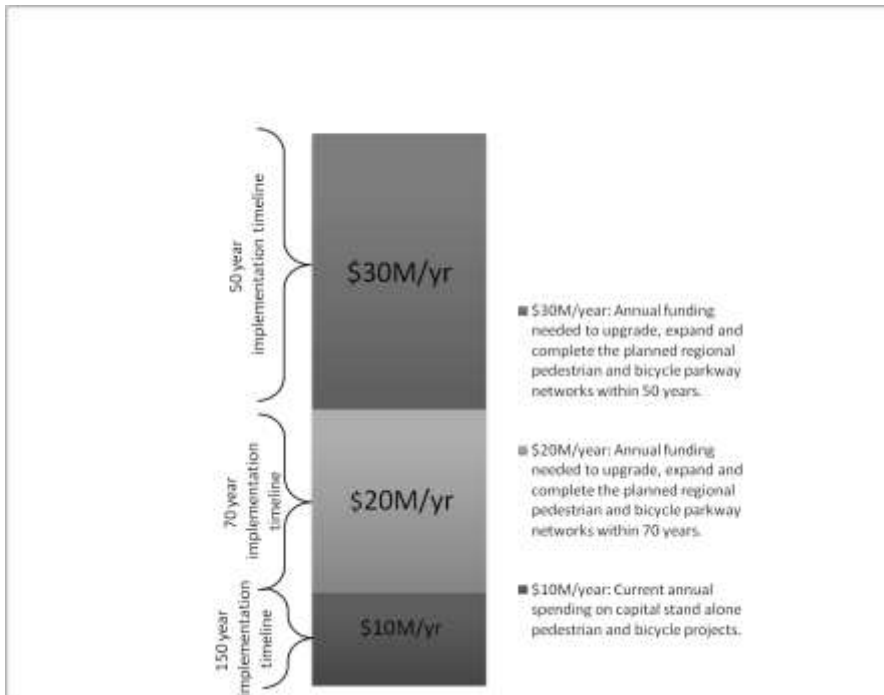 50 year
implementation timeline
$30M/yr
70 year
implementation
timeline
$20M/yr
150 year
implementation
timeline
$10M/yr
$30M/year: Annual funding
needed to upgrade, expand and
complete the planned regional
pedestrian and bicycle parkway
networks within 50 years.
$20M/year: Annual funding
needed to upgrade, expand and
complete the planned regional
pedestrian and bicycle parkway
networks within 70 years.
$10M/year: Current annual
spending on capital stand alone
pedestrian and bicycle projects.